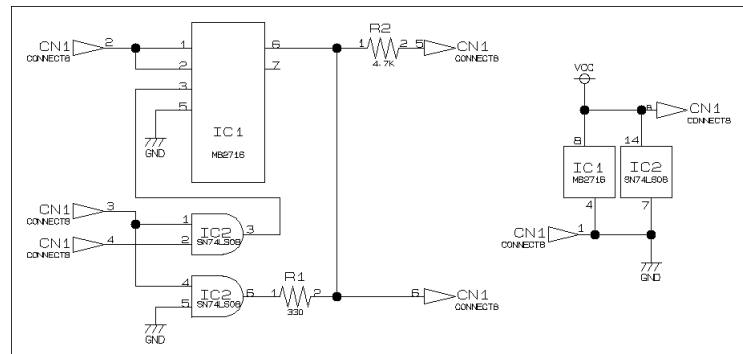 R2
CN1 2 1 6 1 2 5 CN1
CONNECT8 2 7 4.7K CONNECT8
3
5 IC1
VCC
8 CN1
CONNECT8
GND MB2716
8 14
IC1 IC2
MB2716 SN74LS08
CN1 3 4 7
CONNECT8 1
IC2 3
CN1 4 2 SN74LS08
CONNECT8
CN1 1
CONNECT8
R1
4
IC2 6 1 2 6 CN1
5 SN74LS08 330 CONNECT8
GND
GND